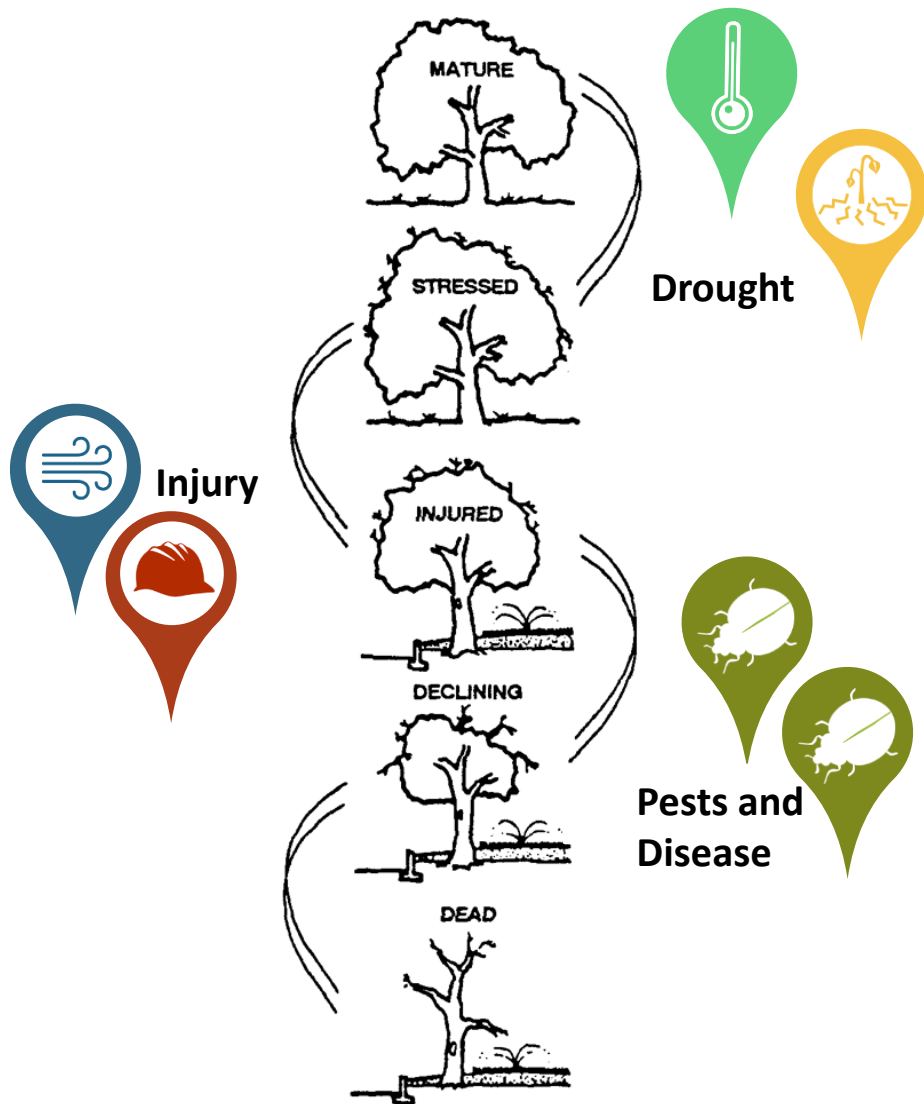 MATURE
Drought
STRESSED
Injury
INJURED
DECLINING
Pests and
Disease
DEAD